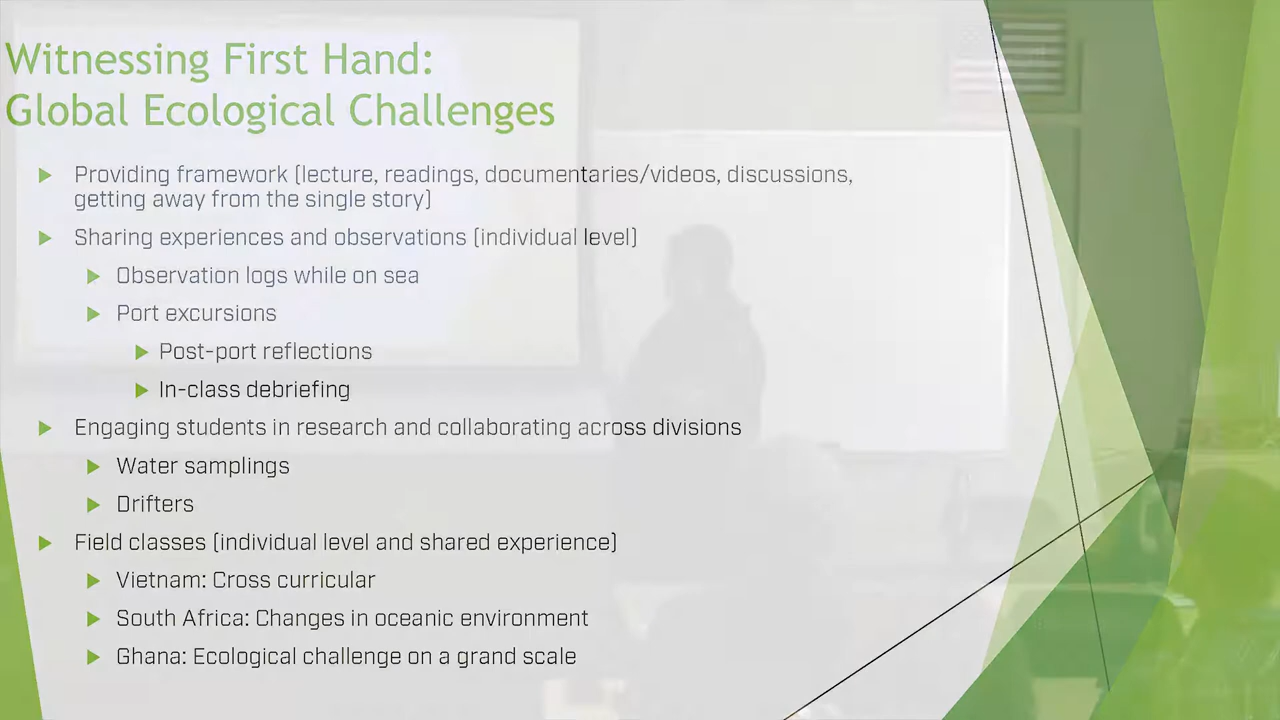 Witnessing First Hand:
Global Ecological Challenges
Providing framework (lecture, readings, documentaries/videos, discussions,
getting away from the single story)
Sharing experiences and observations (individual level)
Observation logs while on sea
Port excursions
Post-port reflections
In-class debriefing
Engaging students in research and collaborating across divisions
Water samplings
Drifters
Field classes (individual level and shared experience)
Vietnam: Cross curricular
South Africa: Changes in oceanic environment
Ghana: Ecological challenge on a grand scale